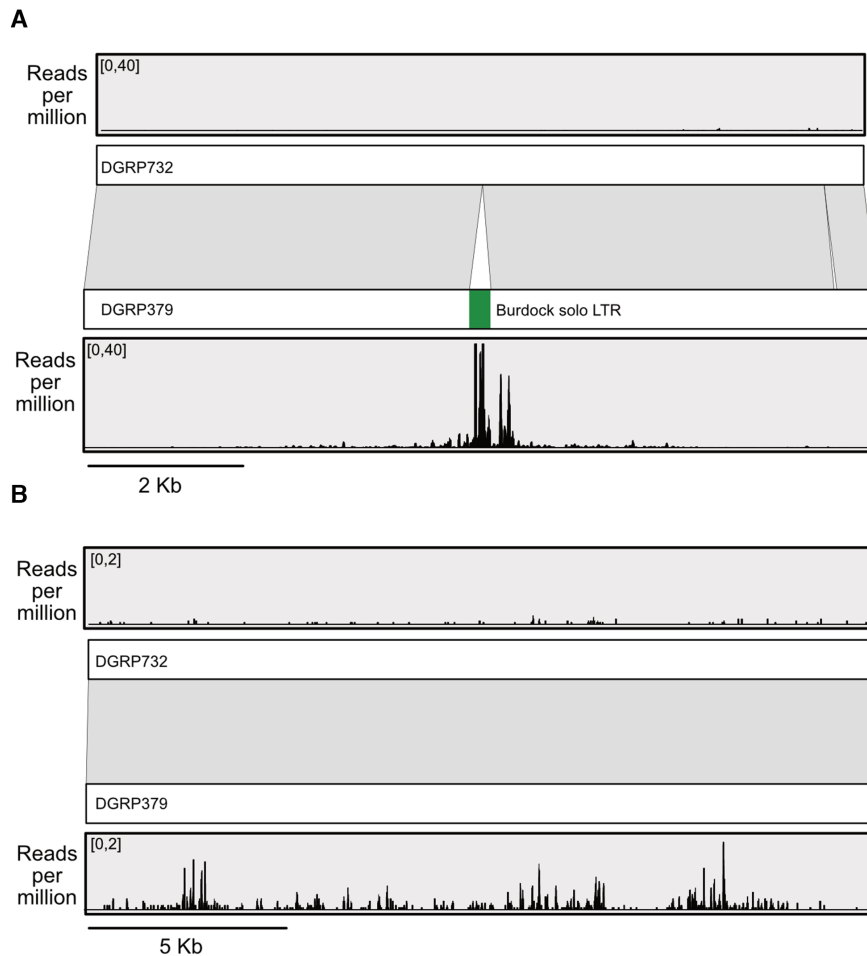 A
[0,40]
Reads
per
million
DGRP732
DGRP379
Burdock solo LTR
[0,40]
Reads
per
million
2 Kb
B
[0,2]
Reads
per
million
DGRP732
DGRP379
[0,2]
Reads
per
million
5 Kb